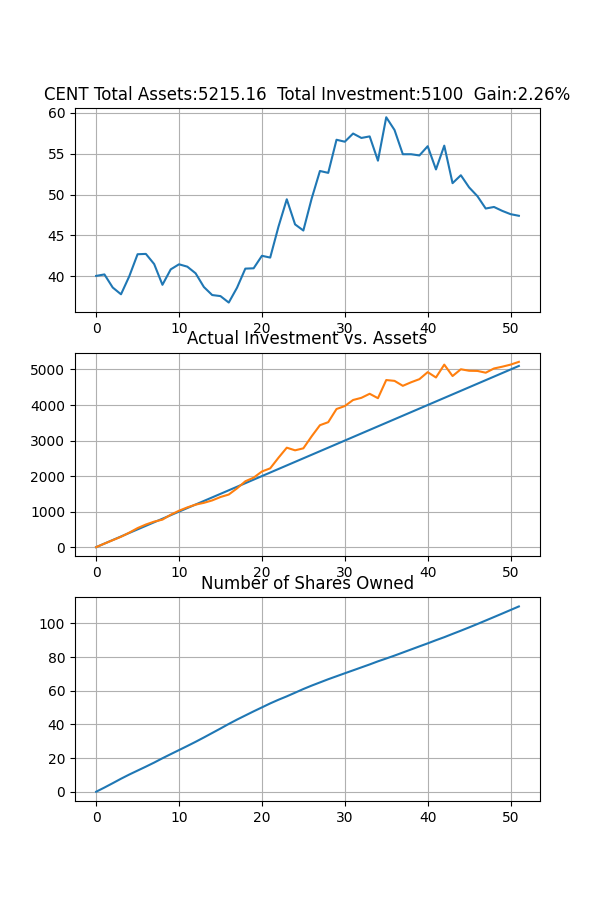 CENT Total Assets:5215.16  Total Investment:5100  Gain:2.26%
60
55
50
45
40
0 10 20 30 40 50
Actual Investment vs. Assets
5000
4000
3000
2000
1000
0
0 10 20 30 40 50
Number of Shares Owned
100
80
60
40
20
0
0 10 20 30 40 50